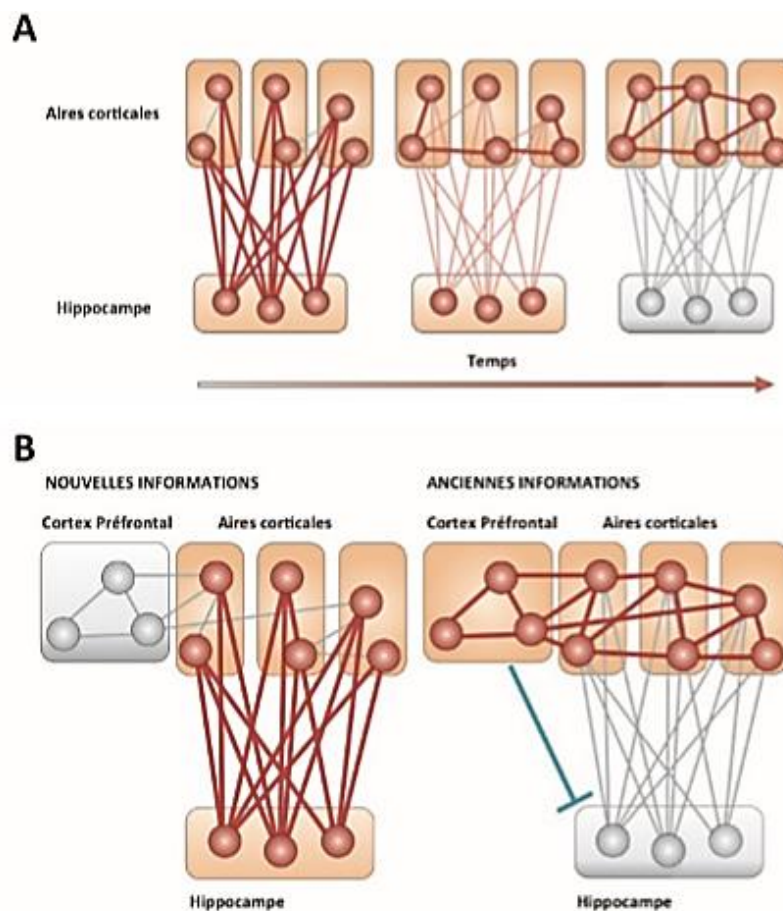 A
Aires corticales
Hippocampe
Temps
B
NOUVELLES INFORMATIONS
ANCIENNES INFORMATIONS
Cortex Préfrontal
Aires corticales
Cortex Préfrontal
Aires corticales
Hippocampe
Hippocampe